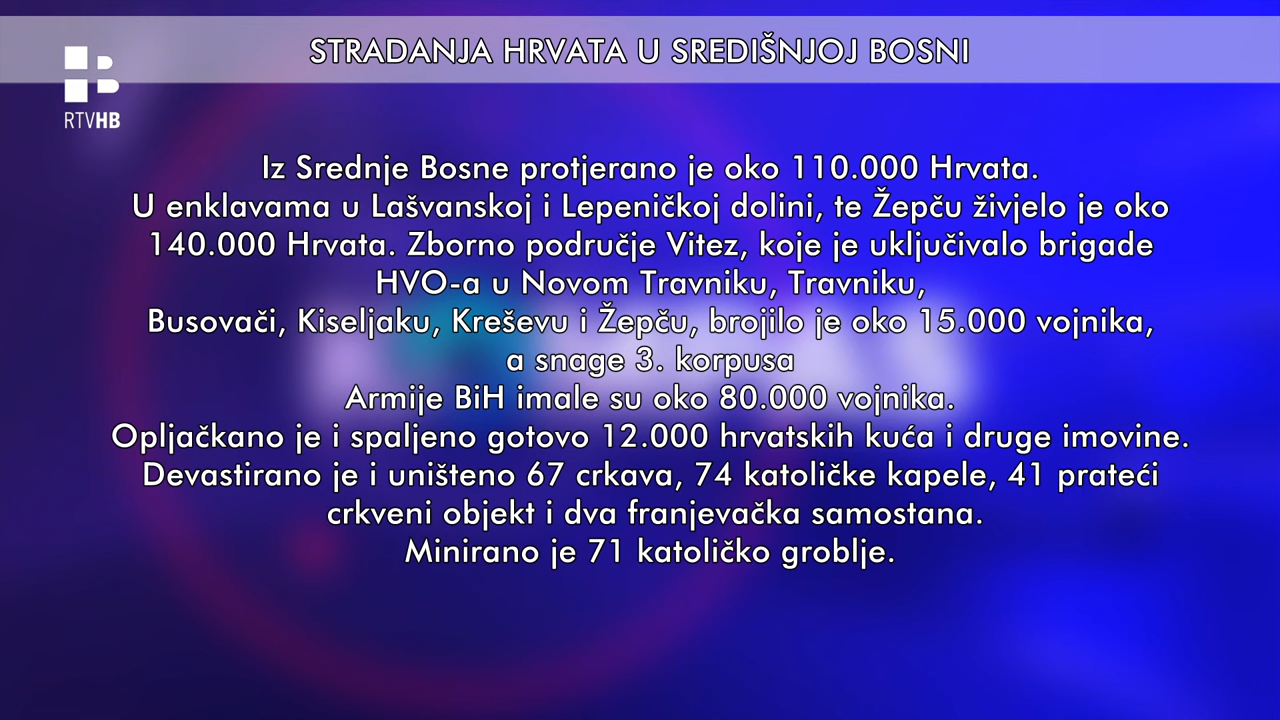 STRADANJA HRVATA U SREDIŠNJOJ BOSNI
RTVHB
Iz Srednje Bosne protjerano je oko 110.000 Hrvata.
U enklavama u Lašvanskoj i Lepeničkoj dolini, te Žepču živjelo je oko
140.000 Hrvata. Zborno područje Vitez, koje je uključivalo brigade
HVO-a u Novom Travniku, Travniku,
Busovači, Kiseljaku, Kreševu i Žepču, brojilo je oko 15.000 vojnika,
a snage 3. korpusa
Armije BiH imale su oko 80.000 vojnika.
Opljačkano je i spaljeno gotovo 12.000 hrvatskih kuća i druge imovine.
Devastirano je i uništeno 67 crkava, 74 katoličke kapele, 41 prateći
crkveni objekt i dva franjevačka samostana.
Minirano je 71 katoličko groblje.